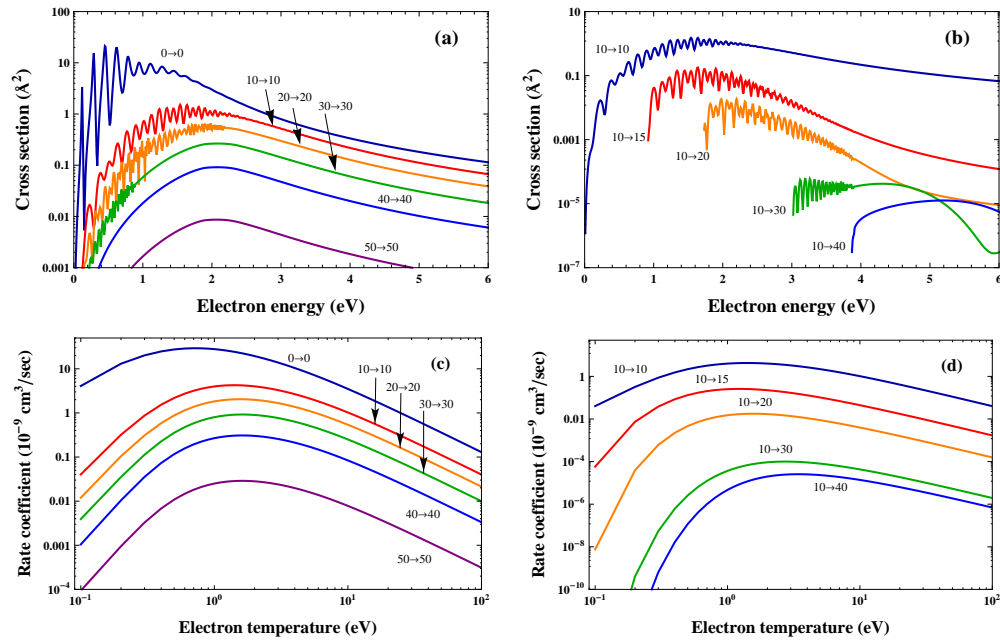 (a)
Cross section (Å²)
100
10
1
0.1
0.01
0.001
0→0
10→10
20→20
30→30
40→40
50→50
0 1 2 3 4 5 6
Electron energy (eV)
(b)
Cross section (Å²)
10
0.1
0.001
10⁻⁵
10⁻⁷
10→10
10→15
10→20
10→30
10→40
0 1 2 3 4 5 6
Electron energy (eV)
(c)
Rate coefficient (10⁻⁹ cm³/sec)
10
1
0.1
0.01
0.001
10⁻⁴
0→0
10→10
20→20
30→30
40→40
50→50
10⁻¹ 10⁰ 10¹ 10²
Electron temperature (eV)
(d)
Rate coefficient (10⁻⁹ cm³/sec)
1
0.01
10⁻⁴
10⁻⁶
10⁻⁸
10⁻¹⁰
10→10
10→15
10→20
10→30
10→40
10⁻¹ 10⁰ 10¹ 10²
Electron temperature (eV)